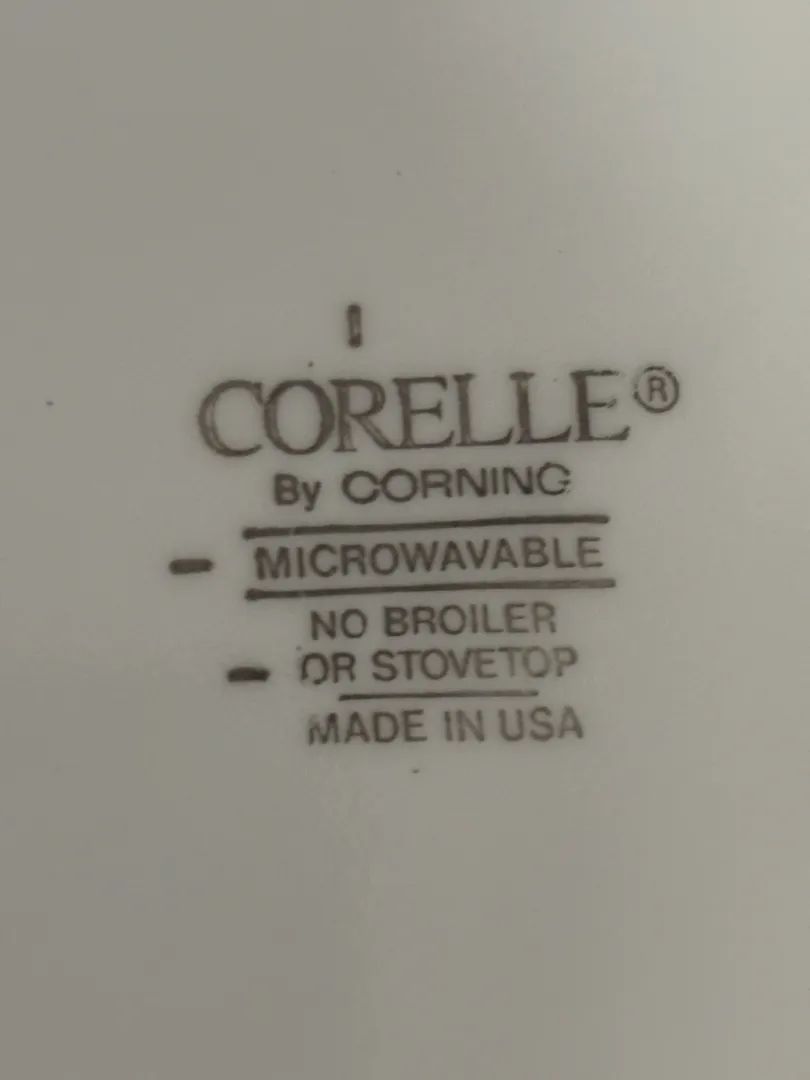 CORELLE®
By CORNING
MICROWAVABLE
NO BROILER
OR STOVETOP
MADE IN USA